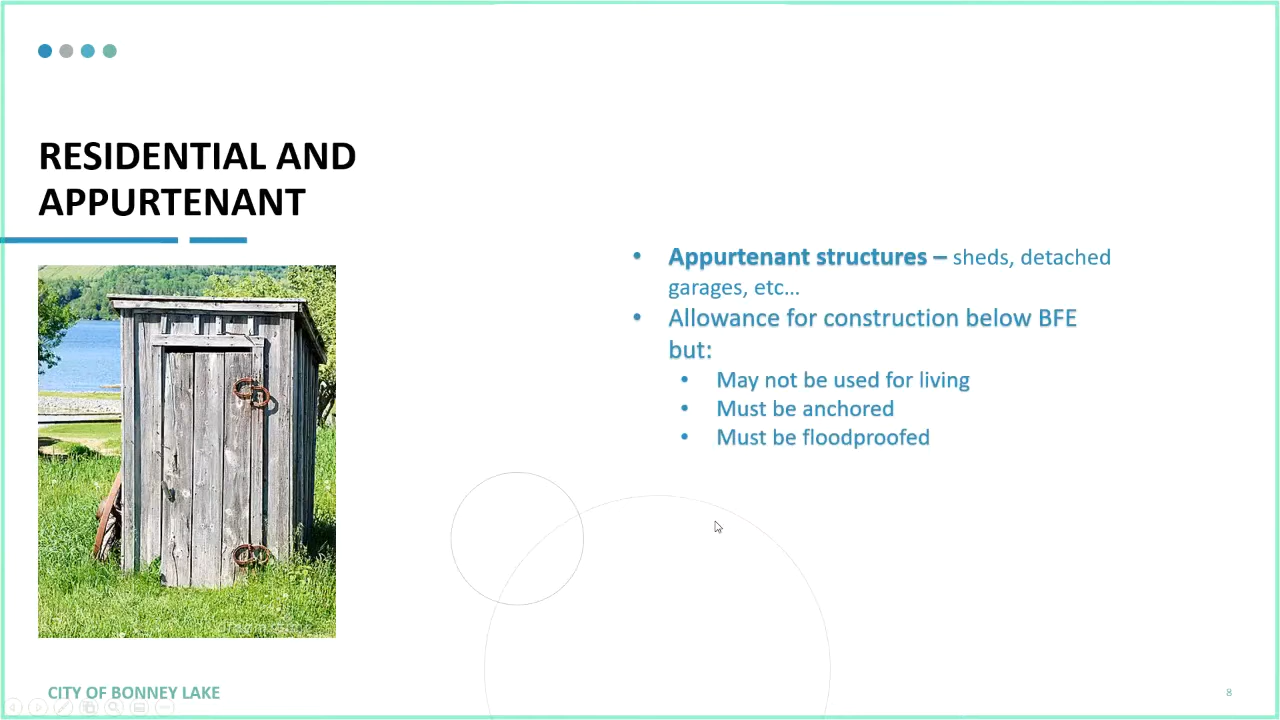 RESIDENTIAL AND
APPURTENANT
• Appurtenant structures – sheds, detached
garages, etc...
• Allowance for construction below BFE
but:
• May not be used for living
• Must be anchored
• Must be floodproofed
CITY OF BONNEY LAKE
8